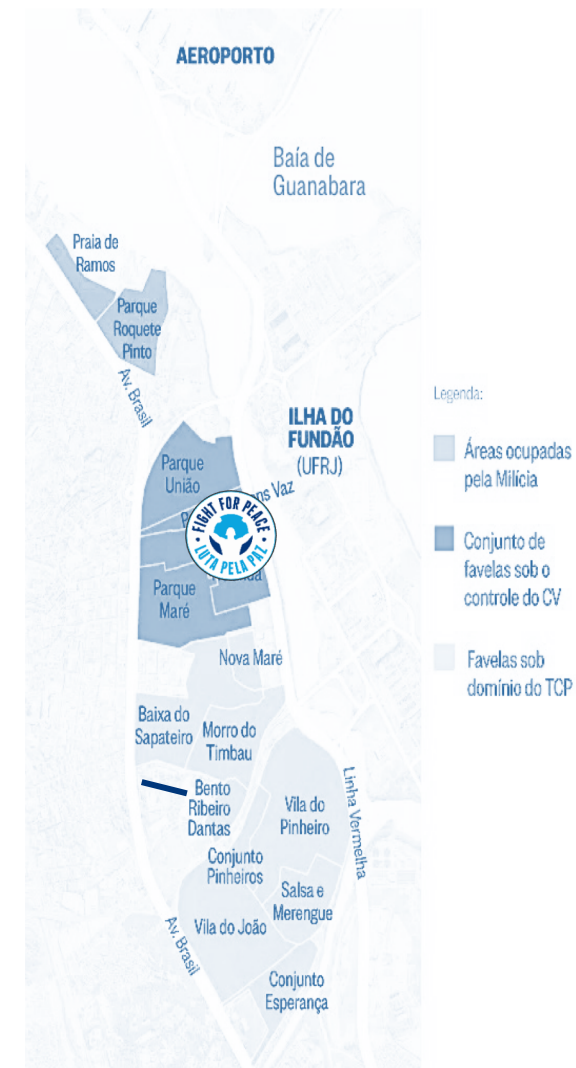 AEROPORTO
Baía de
Guanabara
Praia de
Ramos
Parque
Roquete
Pinto
Av. Brasil
ILHA DO
FUNDÃO
(UFRJ)
Legenda:
Áreas ocupadas
pela Milícia
Conjunto de
favelas sob o
controle do CV
Favelas sob
domínio do TCP
Parque
União
Vaz
FIGHT FOR PEACE
LUTA PELA PAZ
Parque
Maré
Nova Maré
Baixa do
Sapateiro
Morro do
Timbau
Bento
Ribeiro
Dantas
Vila do
Pinheiro
Linha Vermelha
Conjunto
Pinheiros
Salsa e
Merengue
Vila do João
Av. Brasil
Conjunto
Esperança